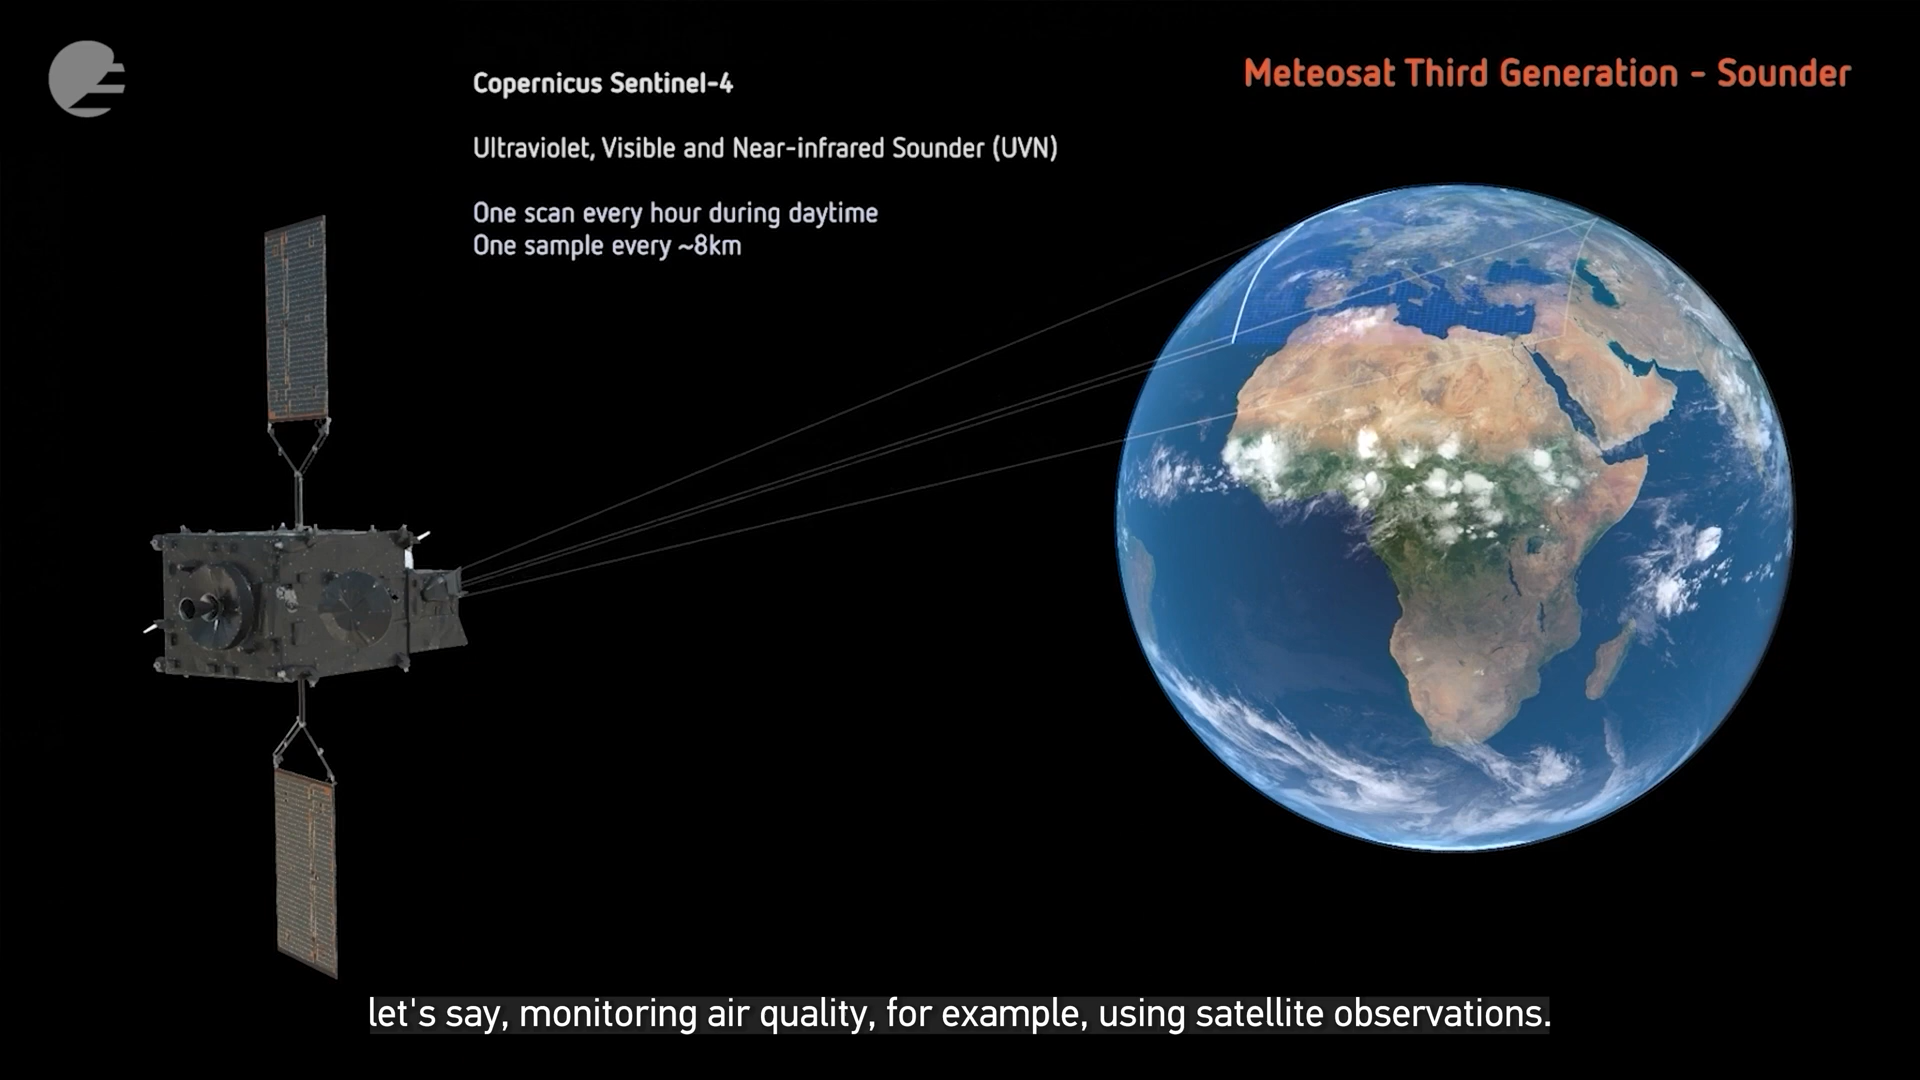 Copernicus Sentinel-4
Meteosat Third Generation - Sounder
Ultraviolet, Visible and Near-infrared Sounder (UVN)
One scan every hour during daytime
One sample every ~8km
let's say, monitoring air quality, for example, using satellite observations.